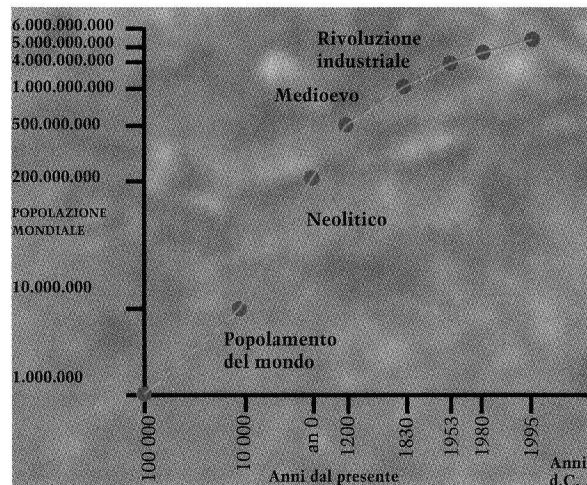 6.000.000.000
5.000.000.000
4.000.000.000
1.000.000.000
500.000.000
200.000.000
POPOLAZIONE
MONDIALE
10.000.000
1.000.000
Rivoluzione
industriale
Medioevo
Neolitico
Popolamento
del mondo
100 000
10 000
an 0
1200
1830
1953
1980
1995
Anni dal presente
Anni
d.C.